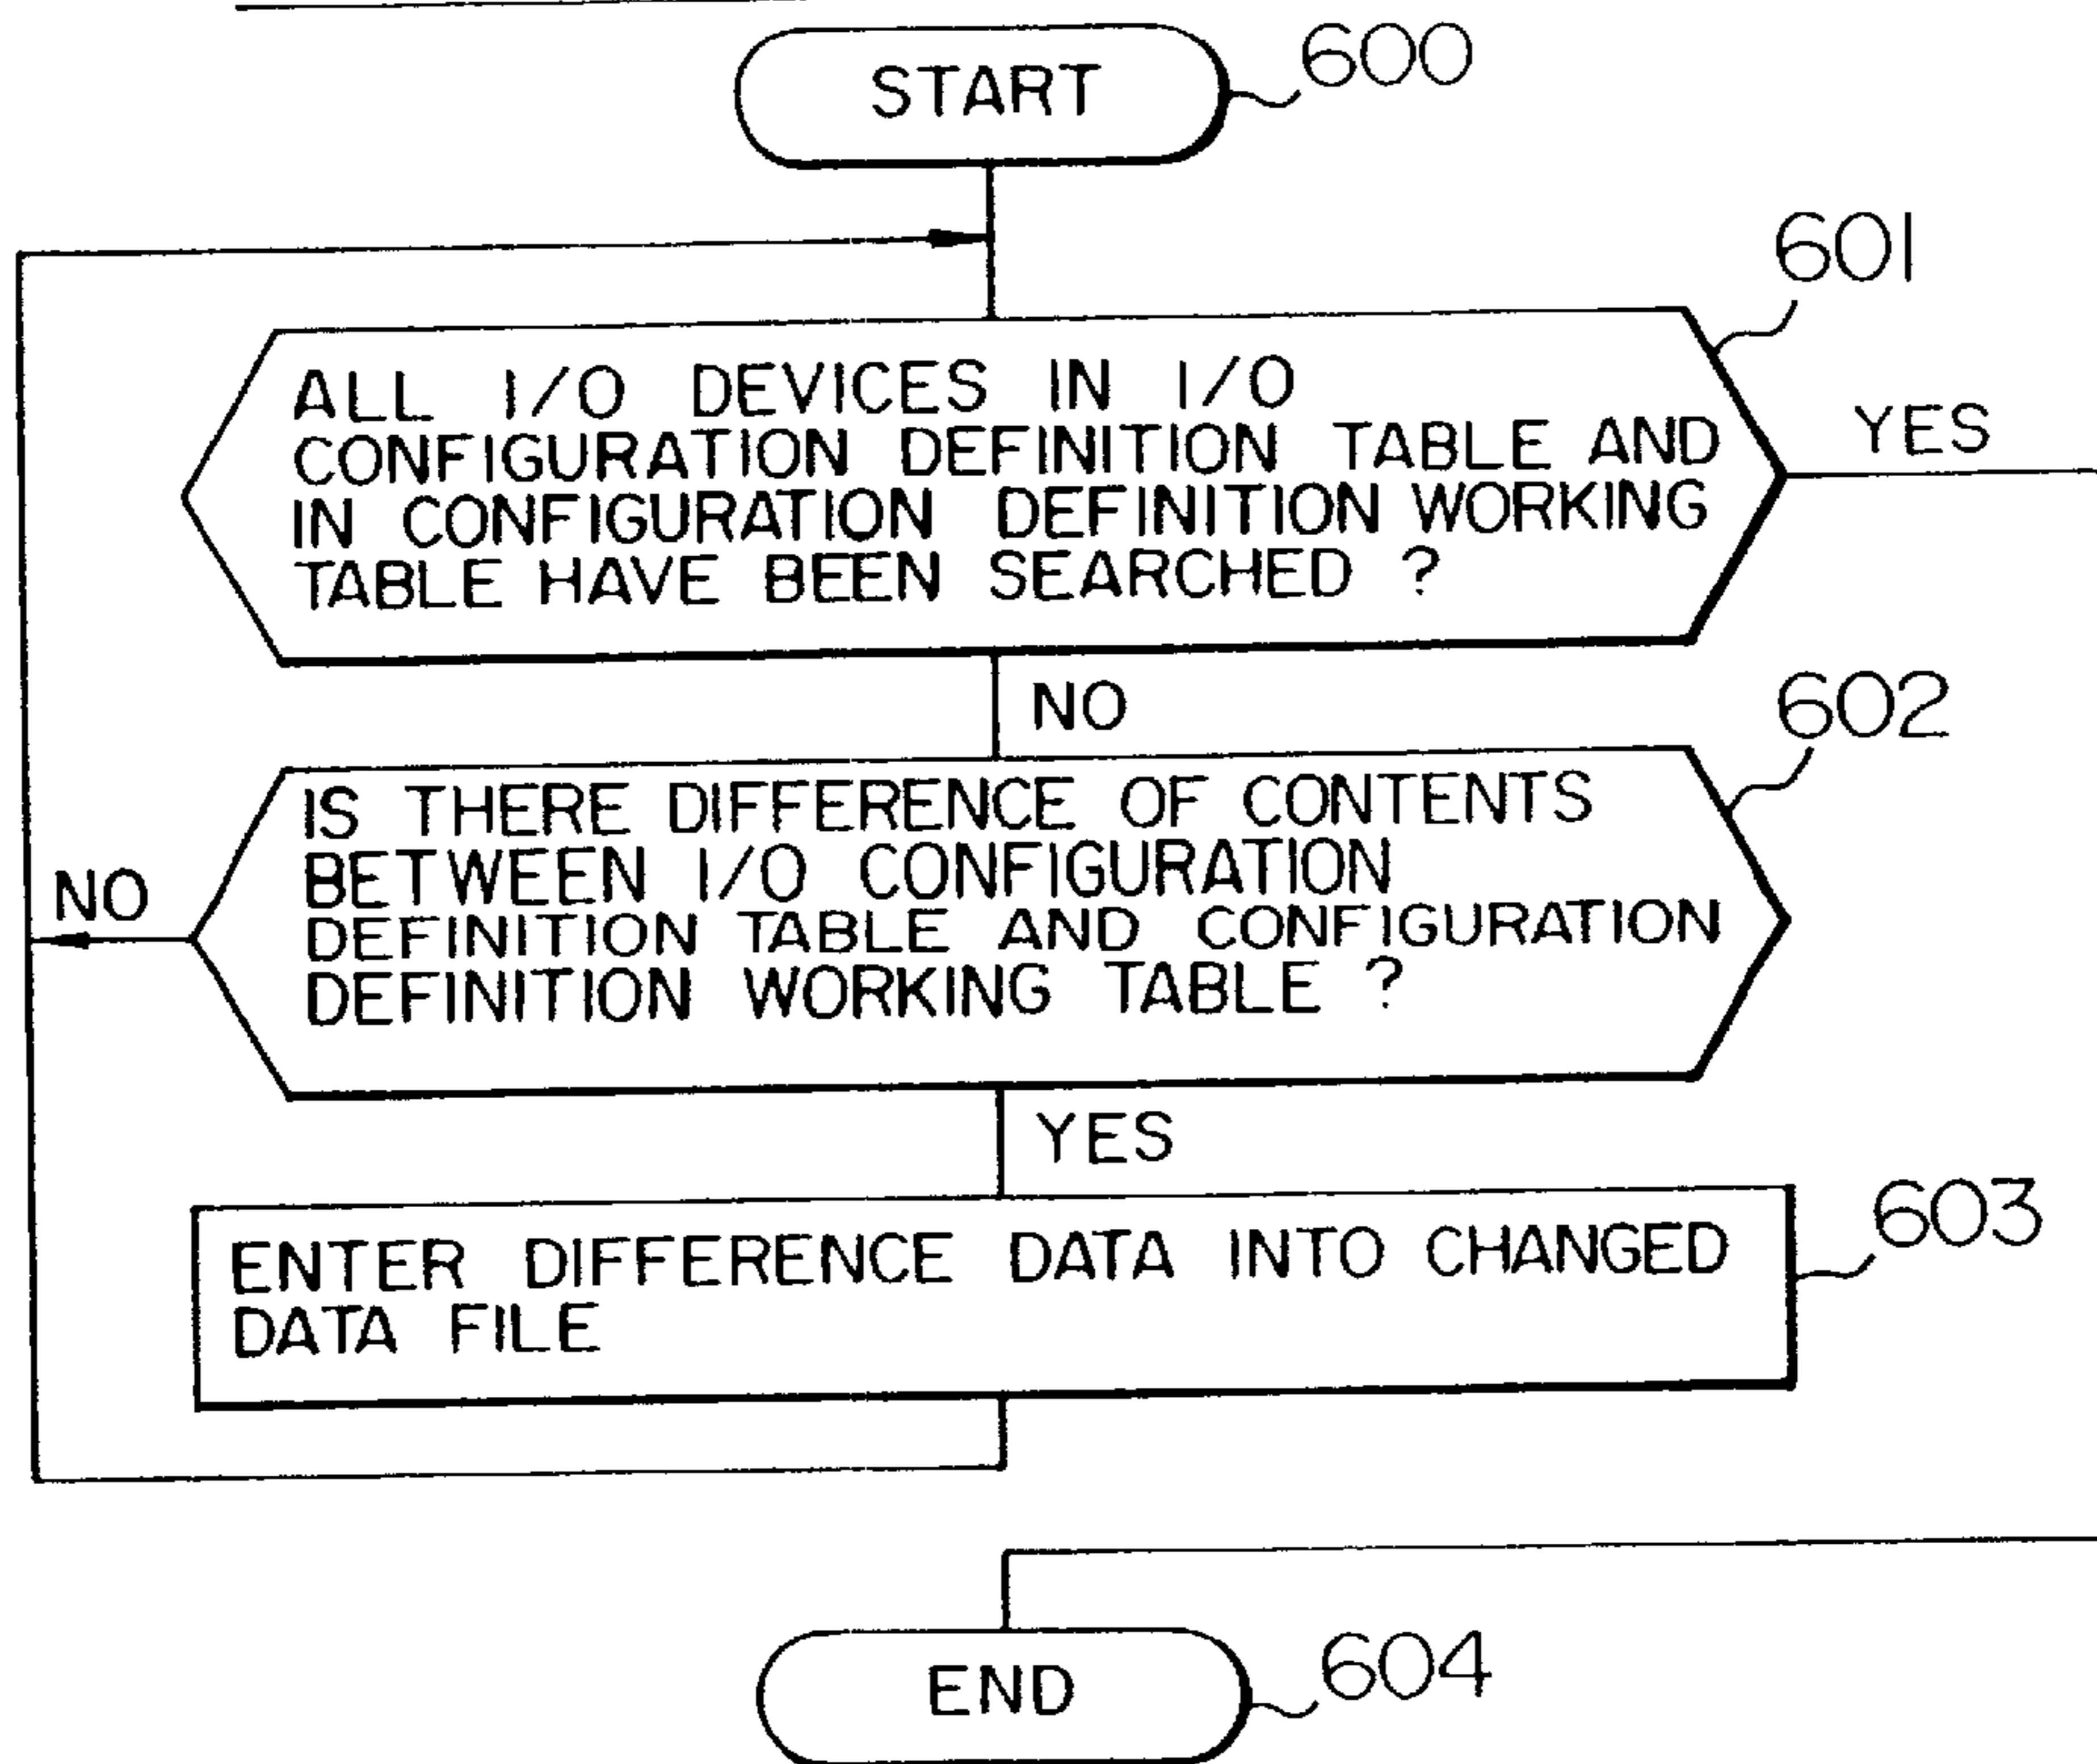 START
600
601
ALL I/O DEVICES IN I/O
CONFIGURATION DEFINITION TABLE AND
IN CONFIGURATION DEFINITION WORKING
TABLE HAVE BEEN SEARCHED ?
YES
NO
602
IS THERE DIFFERENCE OF CONTENTS
BETWEEN I/O CONFIGURATION
DEFINITION TABLE AND CONFIGURATION
DEFINITION WORKING TABLE ?
NO
YES
603
ENTER DIFFERENCE DATA INTO CHANGED
DATA FILE
END
604